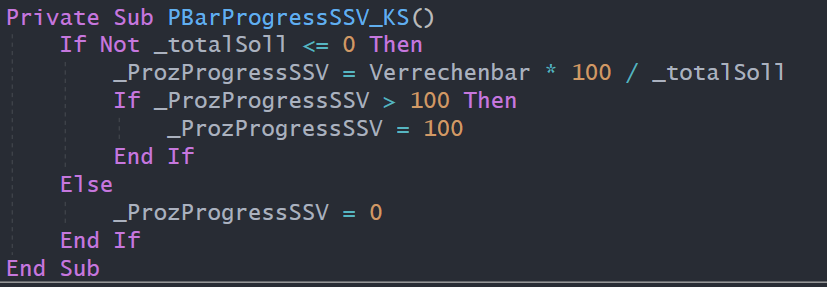 Private Sub PBarProgressSSV_KS()
    If Not _totalSoll <= 0 Then
        _ProzProgressSSV = Verrechenbar * 100 / _totalSoll
        If _ProzProgressSSV > 100 Then
            _ProzProgressSSV = 100
        End If
    Else
        _ProzProgressSSV = 0
    End If
End Sub